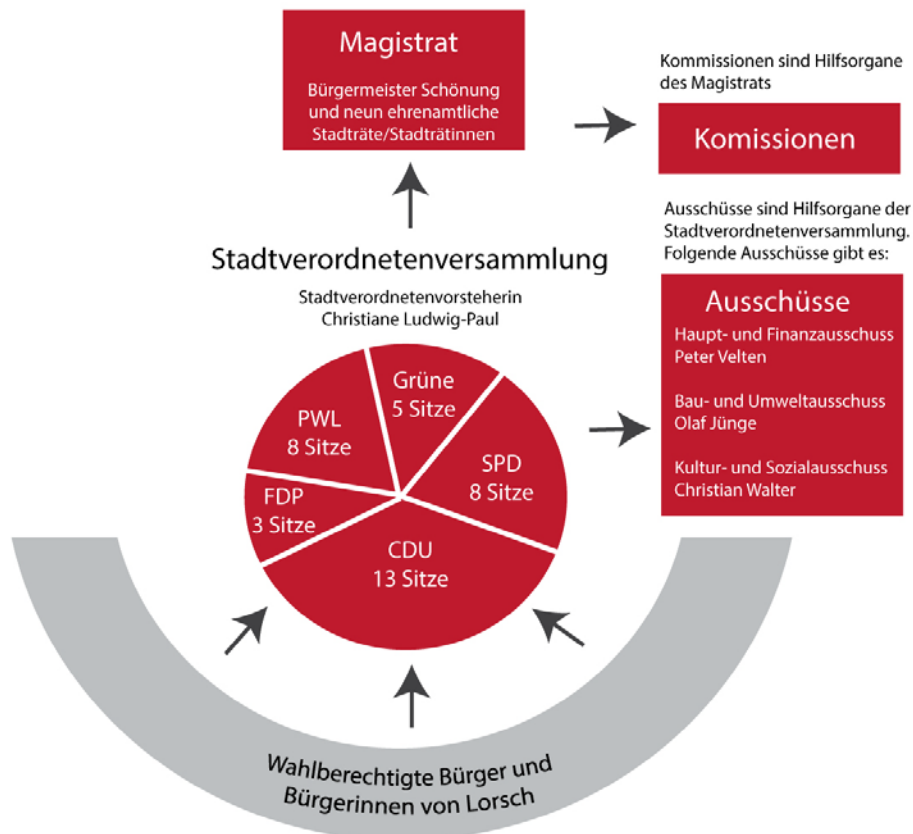 Magistrat
Bürgermeister Schönung
und neun ehrenamtliche
Stadträte/Stadträtinnen
Kommissionen sind Hilfsorgane
des Magistrats
Komissionen
Ausschüsse sind Hilfsorgane der
Stadtverordnetenversammlung.
Folgende Ausschüsse gibt es:
Ausschüsse
Haupt- und Finanzausschuss
Peter Velten
Bau- und Umweltausschuss
Olaf Jünge
Kultur- und Sozialausschuss
Christian Walter
Stadtverordnetenversammlung
Stadtverordnetenvorsteherin
Christiane Ludwig-Paul
Grüne
5 Sitze
PWL
8 Sitze
SPD
8 Sitze
FDP
3 Sitze
CDU
13 Sitze
Wahlberechtigte Bürger und
Bürgerinnen von Lorsch